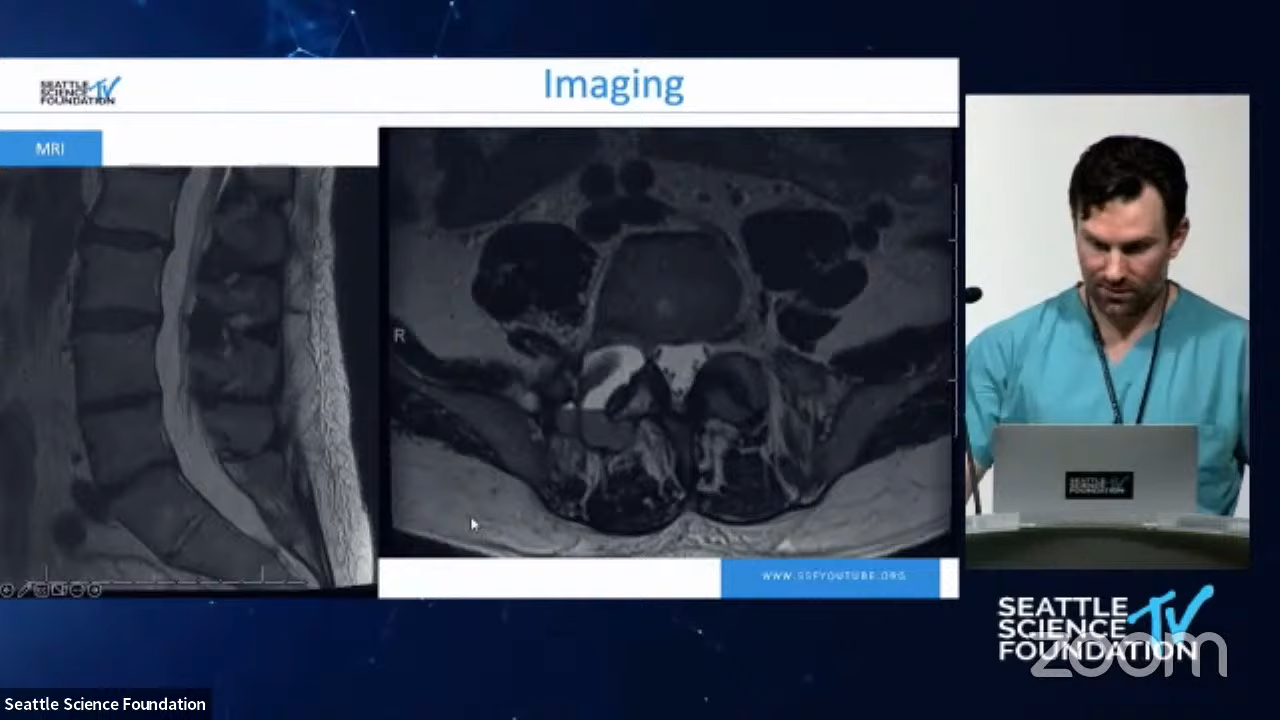 Imaging
SEATTLE
SCIENCE
FOUNDATION
TV
MRI
R
WWW.SSFYOUTUBE.ORG
SEATTLE
SCIENCE
FOUNDATION
SEATTLE
SCIENCE
FOUNDATION
TV
zoom
Seattle Science Foundation